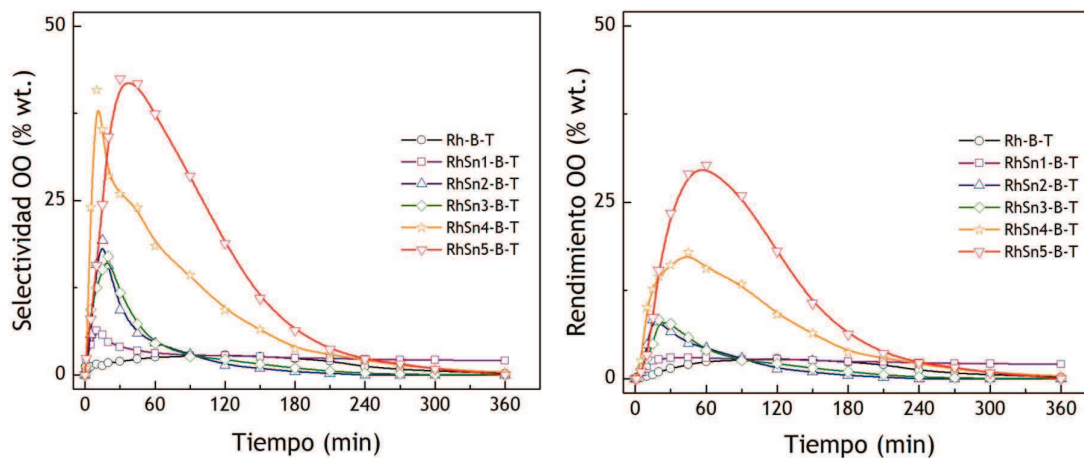 50
25
0
Selectividad OO (% wt.)
Rh-B-T
RhSn1-B-T
RhSn2-B-T
RhSn3-B-T
RhSn4-B-T
RhSn5-B-T
0 60 120 180 240 300 360
Tiempo (min)
50
25
0
Rendimiento OO (% wt.)
Rh-B-T
RhSn1-B-T
RhSn2-B-T
RhSn3-B-T
RhSn4-B-T
RhSn5-B-T
0 60 120 180 240 300 360
Tiempo (min)